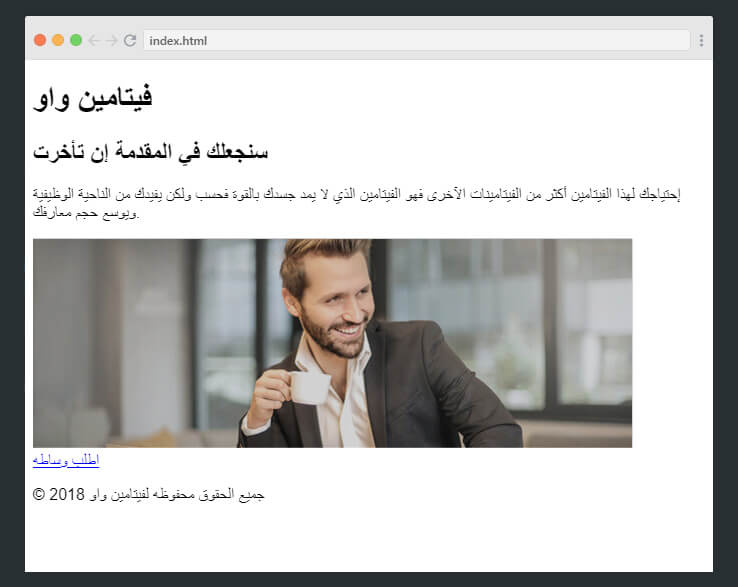 index.html
فيتامين واو
سنجعلك في المقدمة إن تأخرت
إحتياجك لهذا الفيتامين أكثر من الفيتامينات الآخرى فهو الفيتامين الذي لا يمد جسدك بالقوة فحسب ولكن يفيدك من الناحية الوظيفية
ويوسع حجم معارفك.
اطلب وساطه
جميع الحقوق محفوظه لفيتامين واو 2018 ©